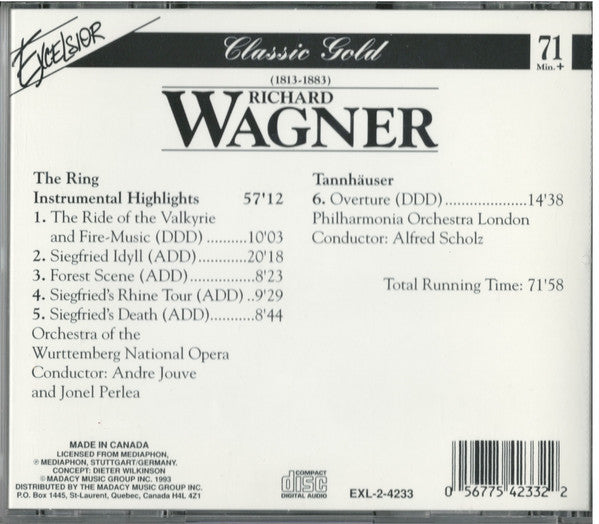 EXCELSIOR
Classic Gold
71
Min.+
(1813-1883)
RICHARD
WAGNER
The Ring
Instrumental Highlights 57'12
1. The Ride of the Valkyrie
and Fire-Music (DDD) ..........10'03
2. Siegfried Idyll (ADD) ...........20'18
3. Forest Scene (ADD) ..............8'23
4. Siegfried's Rhine Tour (ADD) ..9'29
5. Siegfried's Death (ADD)..........8'44
Orchestra of the
Wurttemberg National Opera
Conductor: Andre Jouve
and Jonel Perlea
Tannhäuser
6. Overture (DDD) ....................14'38
Philharmonia Orchestra London
Conductor: Alfred Scholz
Total Running Time: 71'58
MADE IN CANADA
LICENSED FROM MEDIAPHON,
℗ MEDIAPHON, STUTTGART/GERMANY.
CONCEPT: DIETER WILKINSON
© MADACY MUSIC GROUP INC. 1993
DISTRIBUTED BY THE MADACY MUSIC GROUP INC.
P.O. Box 1445, St-Laurent, Quebec, Canada H4L 4Z1
COMPACT
disc
DIGITAL AUDIO
EXL-2-4233
0 56775 42332 2